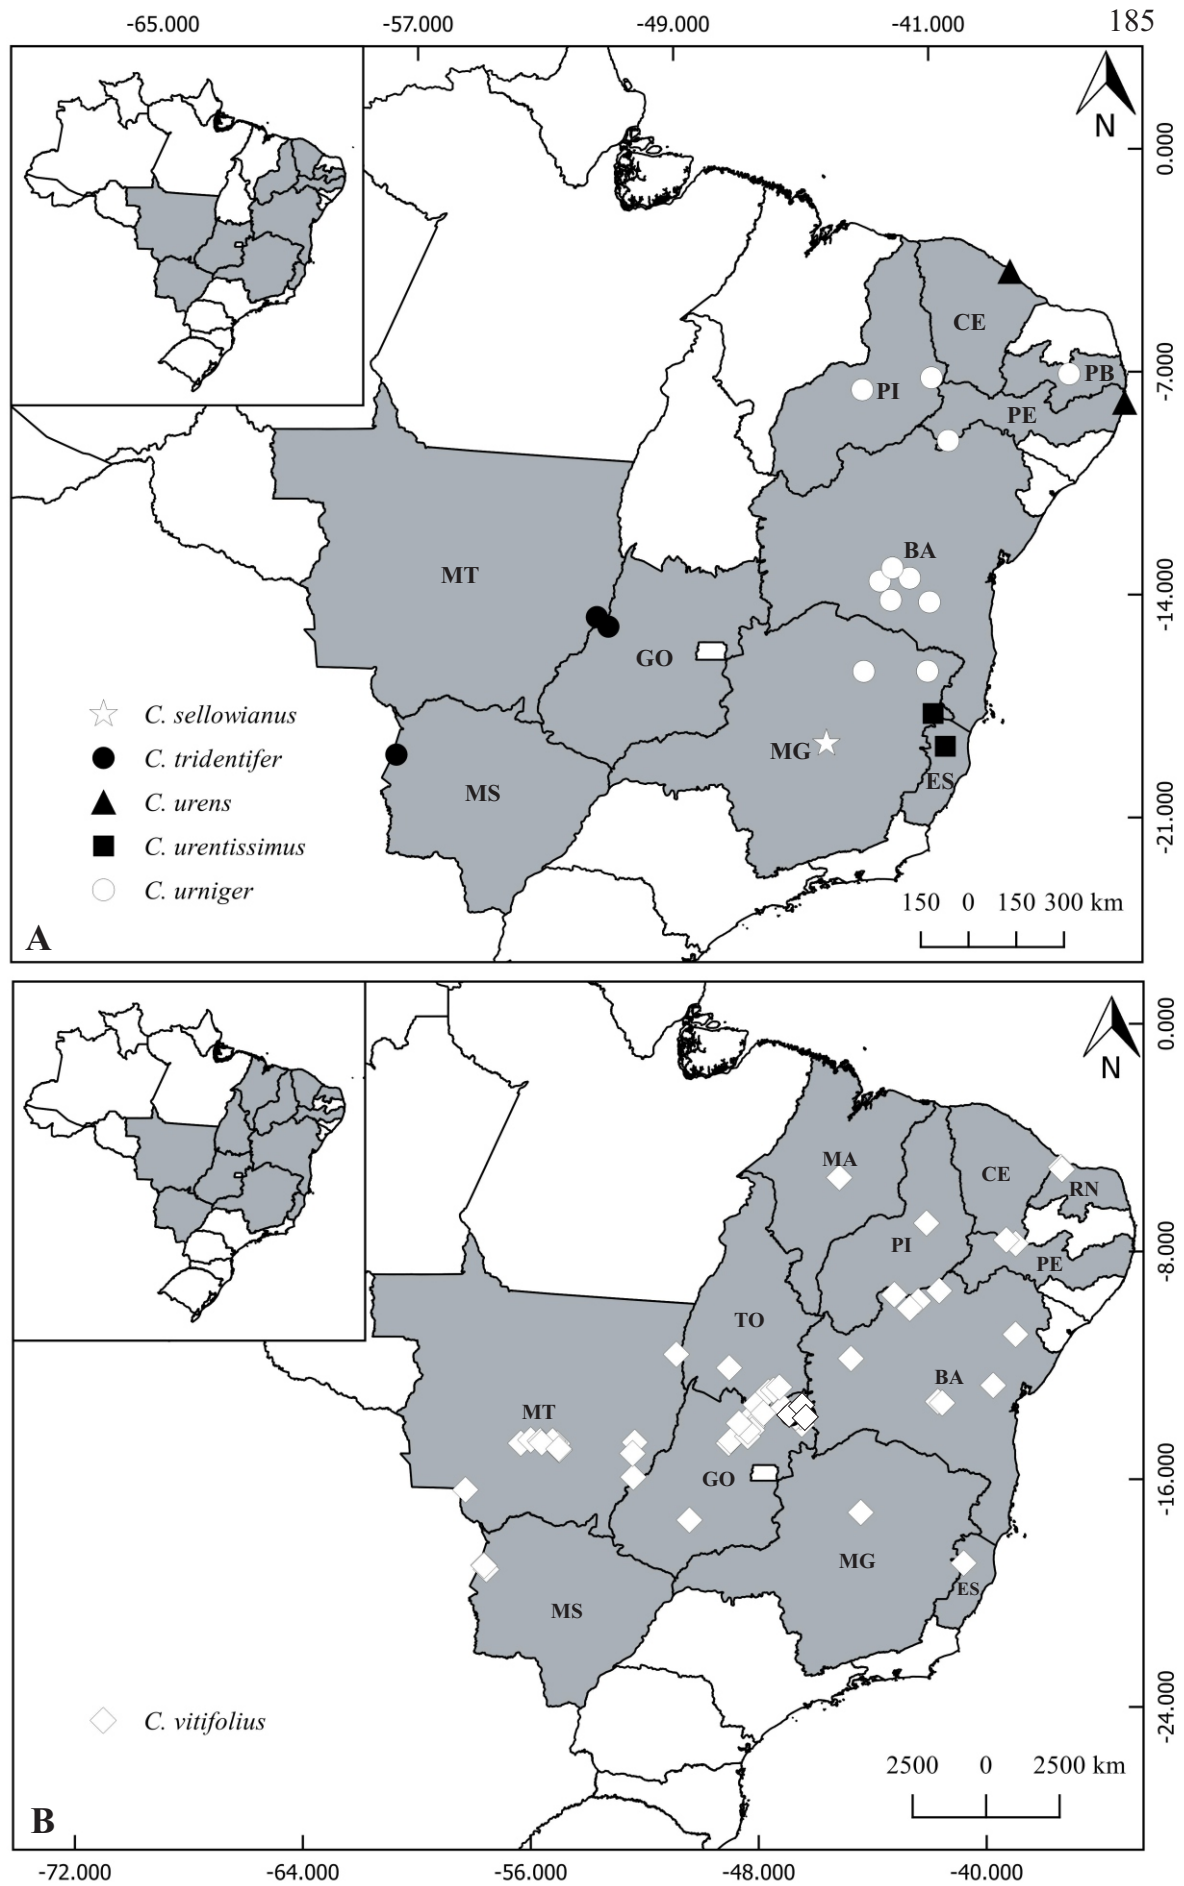 -65.000 -57.000 -49.000 -41.000 185
N
0.000
-7.000
-14.000
-21.000
CE
PB
PI
PE
BA
MT
GO
MG
MS
ES
C. sellowianus
C. tridentifer
C. urens
C. urentissimus
C. urniger
150 0 150 300 km
A
N
0.000
-8.000
-16.000
-24.000
MA
CE
RN
PI
PE
TO
BA
MT
GO
MG
ES
MS
C. vitifolius
2500 0 2500 km
B
-72.000 -64.000 -56.000 -48.000 -40.000